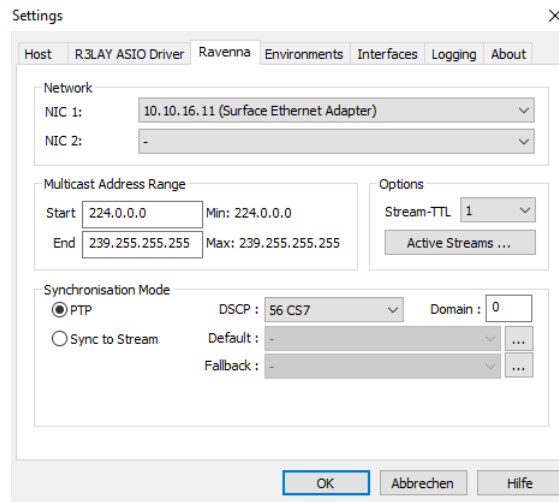 Settings
Host R3LAY ASIO Driver Ravenna Environments Interfaces Logging About
Network
NIC 1: 10.10.16.11 (Surface Ethernet Adapter)
NIC 2: -
Multicast Address Range
Start 224.0.0.0 Min: 224.0.0.0
End 239.255.255.255 Max: 239.255.255.255
Options
Stream-TTL 1
Active Streams ...
Synchronisation Mode
PTP DSCP : 56 CS7 Domain : 0
Sync to Stream Default : - ...
Fallback : - ...
OK Abbrechen Hilfe